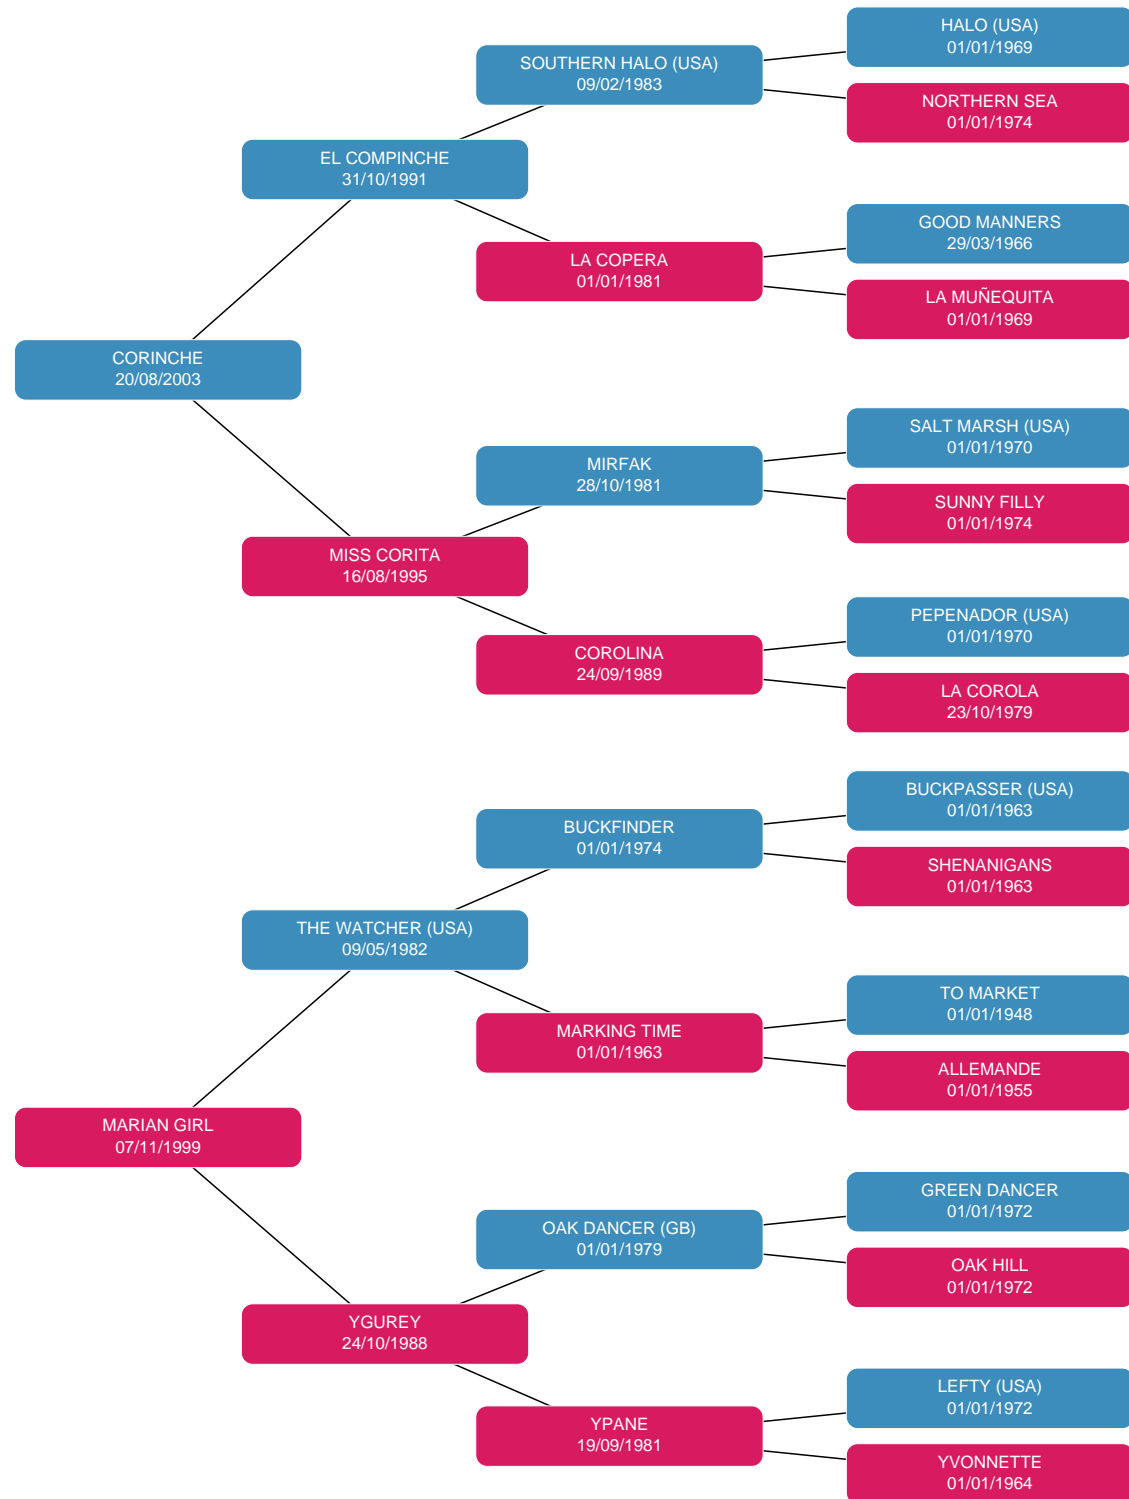 HALO (USA)
01/01/1969
SOUTHERN HALO (USA)
09/02/1983
NORTHERN SEA
01/01/1974
EL COMPINCHE
31/10/1991
GOOD MANNERS
29/03/1966
LA COPERA
01/01/1981
LA MUÑEQUITA
01/01/1969
CORINCHE
20/08/2003
SALT MARSH (USA)
01/01/1970
MIRFAK
28/10/1981
SUNNY FILLY
01/01/1974
MISS CORITA
16/08/1995
PEPENADOR (USA)
01/01/1970
COROLINA
24/09/1989
LA COROLA
23/10/1979
BUCKPASSER (USA)
01/01/1963
BUCKFINDER
01/01/1974
SHENANIGANS
01/01/1963
THE WATCHER (USA)
09/05/1982
TO MARKET
01/01/1948
MARKING TIME
01/01/1963
ALLEMANDE
01/01/1955
MARIAN GIRL
07/11/1999
GREEN DANCER
01/01/1972
OAK DANCER (GB)
01/01/1979
OAK HILL
01/01/1972
YGUREY
24/10/1988
LEFTY (USA)
01/01/1972
YPANE
19/09/1981
YVONNETTE
01/01/1964